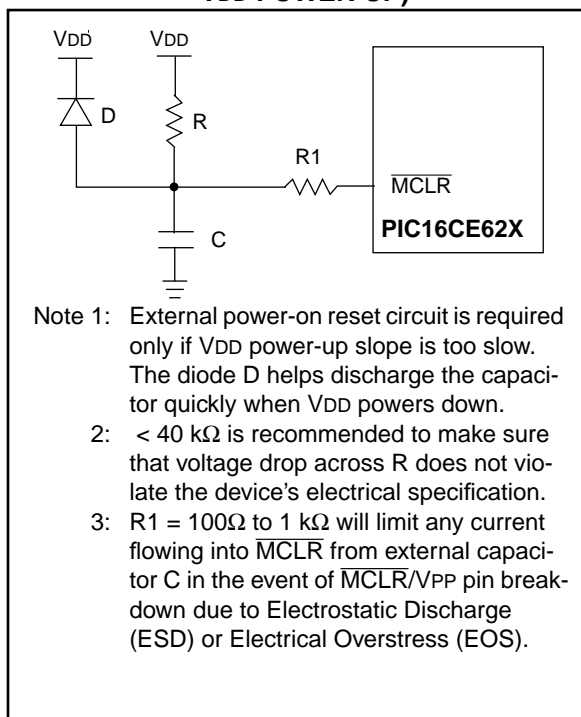 VDD POWER-UP)
VDD VDD
D
R
R1
MCLR
PIC16CE62X
C
Note 1: External power-on reset circuit is required
only if VDD power-up slope is too slow.
The diode D helps discharge the capaci-
tor quickly when VDD powers down.
2: < 40 kΩ is recommended to make sure
that voltage drop across R does not vio-
late the device's electrical specification.
3: R1 = 100Ω to 1 kΩ will limit any current
flowing into MCLR from external capaci-
tor C in the event of MCLR/VPP pin break-
down due to Electrostatic Discharge
(ESD) or Electrical Overstress (EOS).